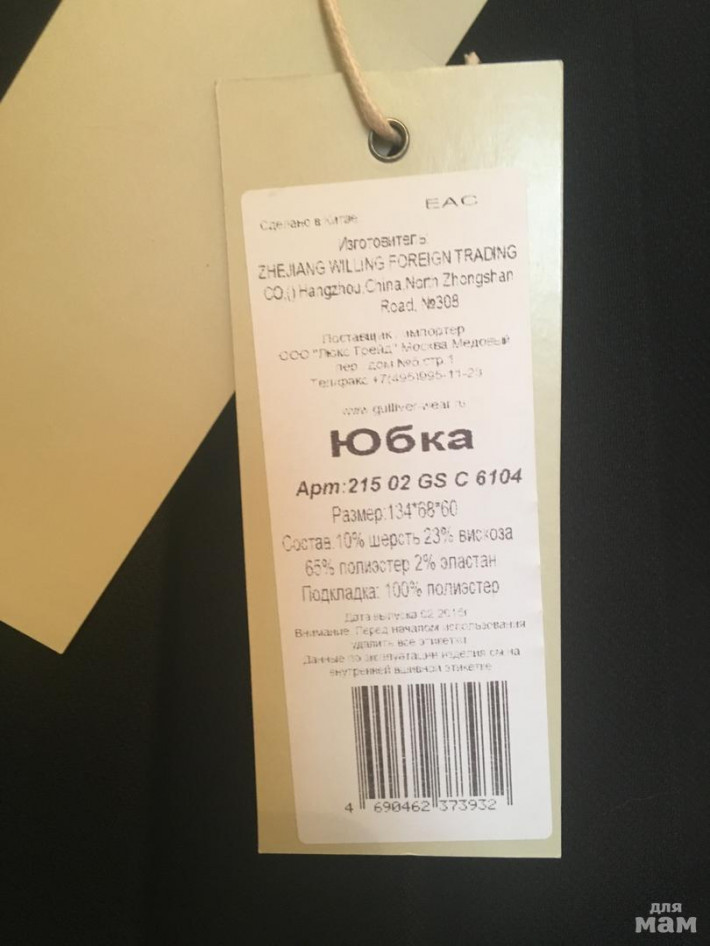 EAC
Сделано в Китае
Изготовитель:
ZHEJIANG WILLING FOREIGN TRADING
CO.() Hangzhou,China,North Zhongshan
Road, №308
Поставщик импортер
ООО "Люкс Трейд" Москва Медовый
пер. дом №5 стр.1
Тел/факс +7(495)995-11-23
www.gulliver-wear.ru
Юбка
Арт:215 02 GS C 6104
Размер:134*68*60
Состав:10% шерсть 23% вискоза
65% полиэстер 2% эластан
Подкладка: 100% полиэстер
Дата выпуска 02.2015г
Внимание. Перед началом использования
удалить все этикетки.
Данные по эксплуатации изделия см на
внутренней вшивной этикетке
4 690462 373932
для
мам